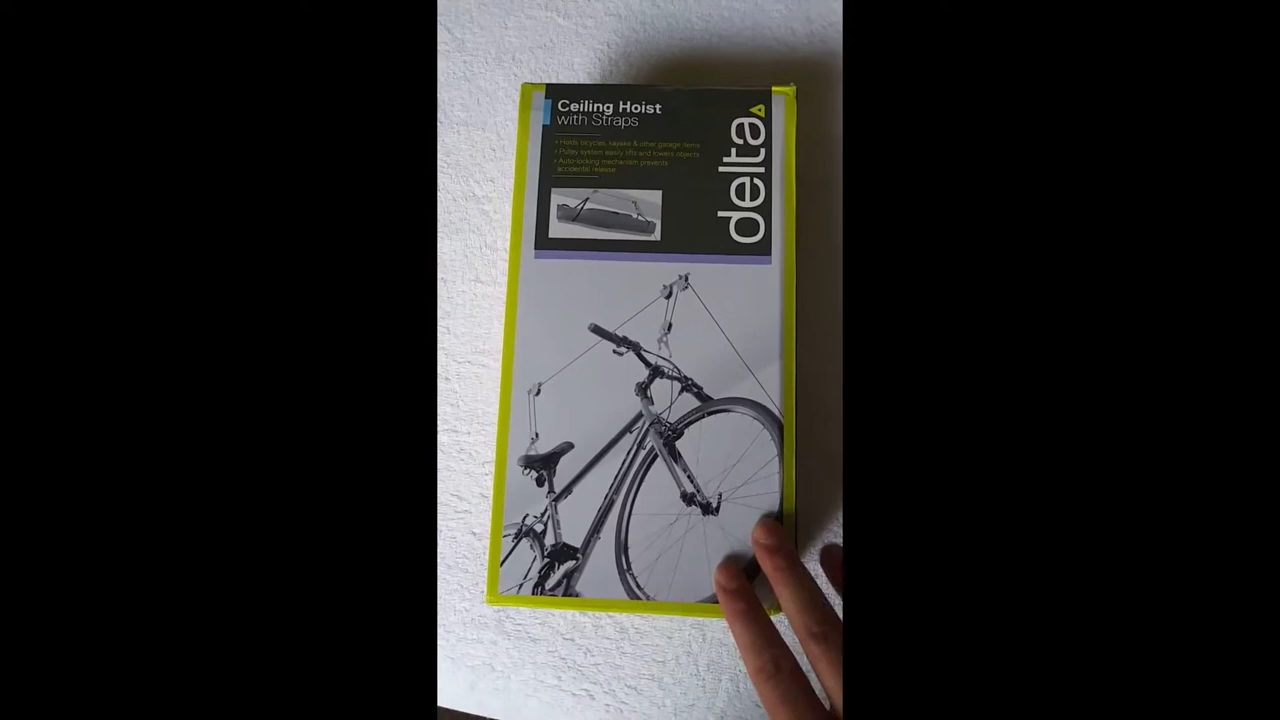 Ceiling Hoist
with Straps
› Holds bicycles, kayaks & other garage items
› Pulley system easily lifts and lowers objects
› Auto-locking mechanism prevents
accidental release
delta